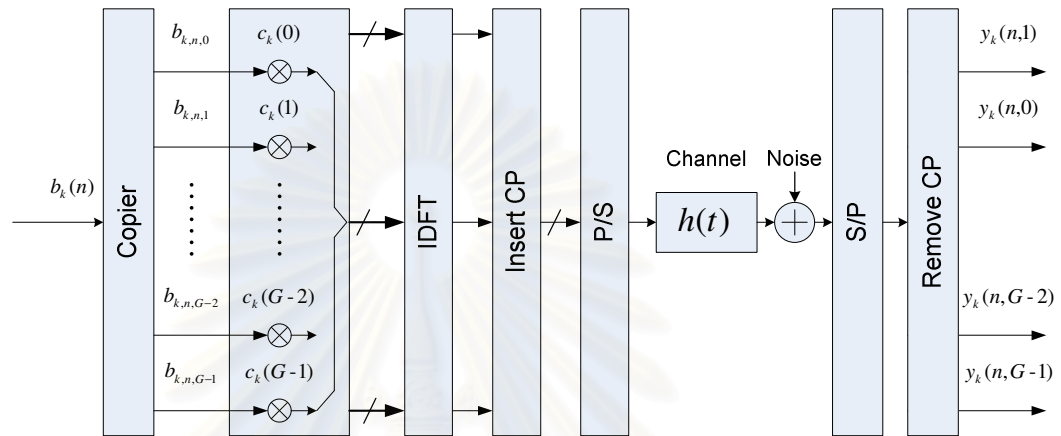 b_{k,n,0}
c_k(0)
y_k(n,1)
b_{k,n,1}
c_k(1)
y_k(n,0)
Channel
Noise
b_k(n)
Copier
IDFT
Insert CP
P/S
h(t)
+
S/P
Remove CP
b_{k,n,G-2}
c_k(G-2)
y_k(n,G-2)
b_{k,n,G-1}
c_k(G-1)
y_k(n,G-1)